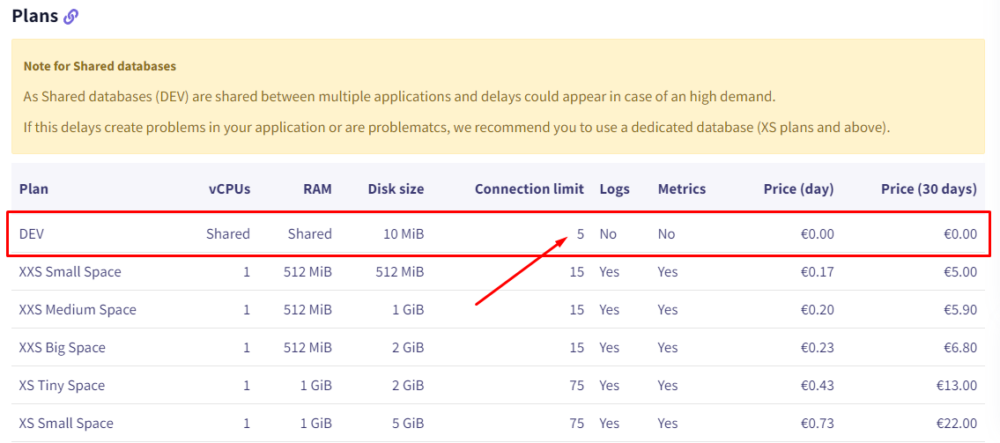 Plans
Note for Shared databases
As Shared databases (DEV) are shared between multiple applications and delays could appear in case of an high demand.
If this delays create problems in your application or are problematcs, we recommend you to use a dedicated database (XS plans and above).
Plan vCPUs RAM Disk size Connection limit Logs Metrics Price (day) Price (30 days)
DEV Shared Shared 10 MiB 5 No No €0.00 €0.00
XXS Small Space 1 512 MiB 512 MiB 15 Yes Yes €0.17 €5.00
XXS Medium Space 1 512 MiB 1 GiB 15 Yes Yes €0.20 €5.90
XXS Big Space 1 512 MiB 2 GiB 15 Yes Yes €0.23 €6.80
XS Tiny Space 1 1 GiB 2 GiB 75 Yes Yes €0.43 €13.00
XS Small Space 1 1 GiB 5 GiB 75 Yes Yes €0.73 €22.00